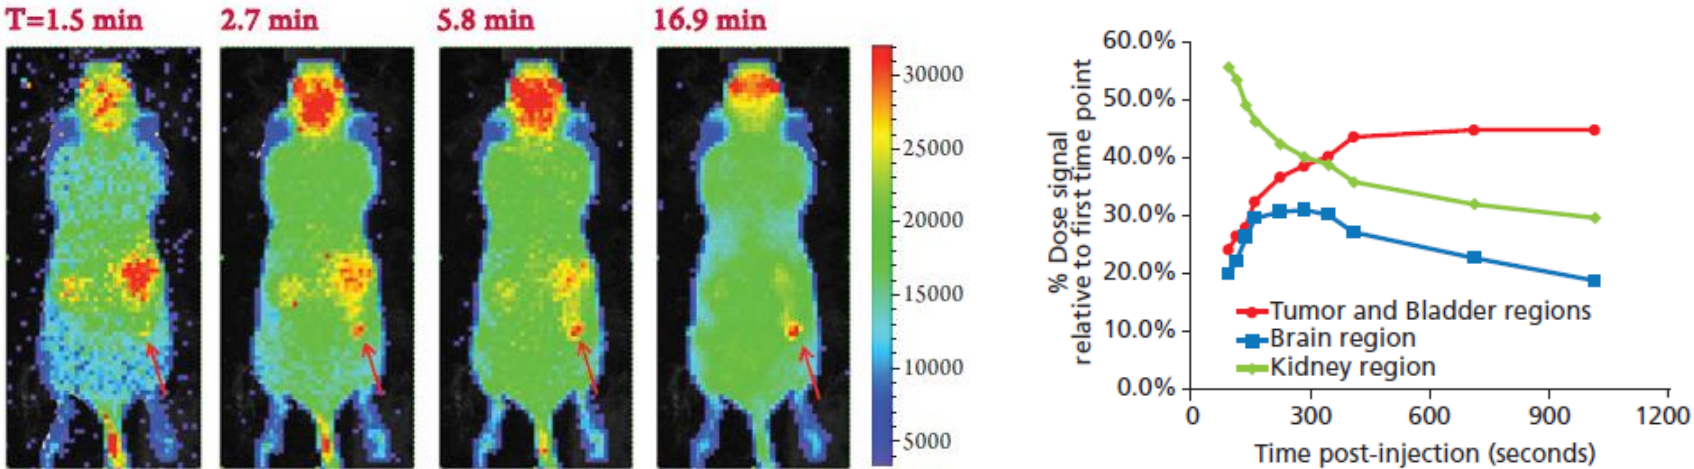 T=1.5 min
2.7 min
5.8 min
16.9 min
30000
25000
20000
15000
10000
5000
% Dose signal
relative to first time point
60.0%
50.0%
40.0%
30.0%
20.0%
10.0%
0.0%
Tumor and Bladder regions
Brain region
Kidney region
0 300 600 900 1200
Time post-injection (seconds)